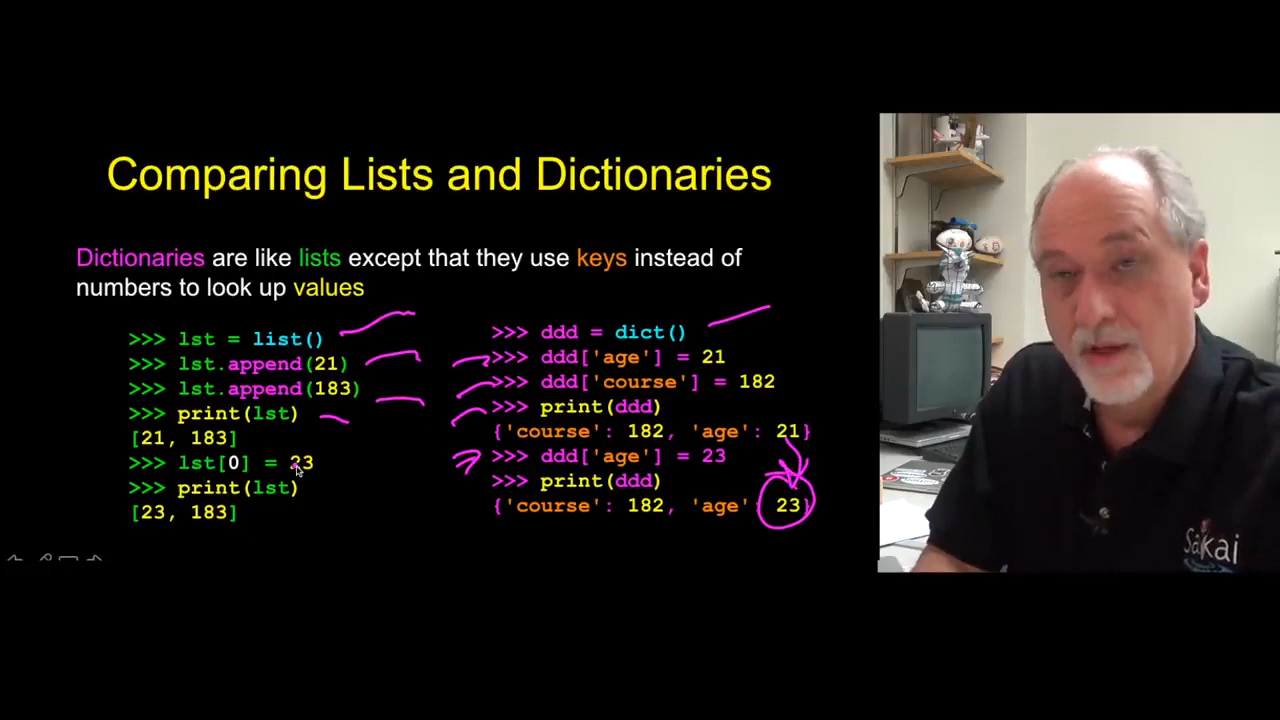 Comparing Lists and Dictionaries
Dictionaries are like lists except that they use keys instead of
numbers to look up values
>>> lst = list()
>>> lst.append(21)
>>> lst.append(183)
>>> print(lst)
[21, 183]
>>> lst[0] = 23
>>> print(lst)
[23, 183]
>>> ddd = dict()
>>> ddd['age'] = 21
>>> ddd['course'] = 182
>>> print(ddd)
{'course': 182, 'age': 21}
>>> ddd['age'] = 23
>>> print(ddd)
{'course': 182, 'age': 23}
Sakai